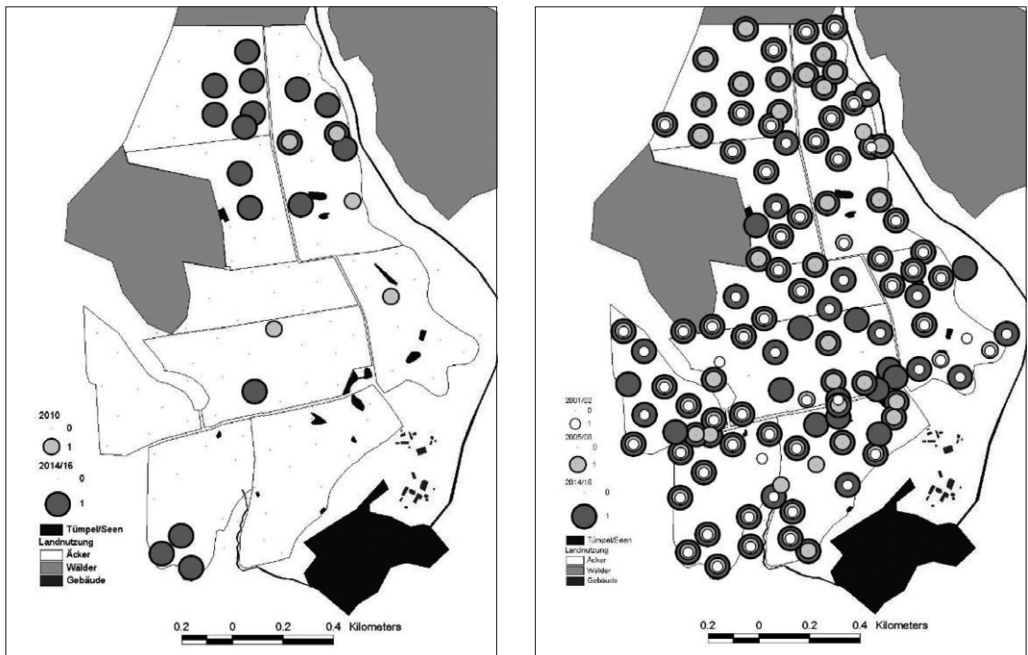 2010
0
1
2014/16
0
1
Tümpel/Seen
Landnutzung
Äcker
Wälder
Gebäude
0.2 0 0.2 0.4 Kilometers
2001/02
0
1
2005/08
0
1
2014/16
0
1
Tümpel/Seen
Landnutzung
Äcker
Wälder
Gebäude
0.2 0 0.2 0.4 Kilometers